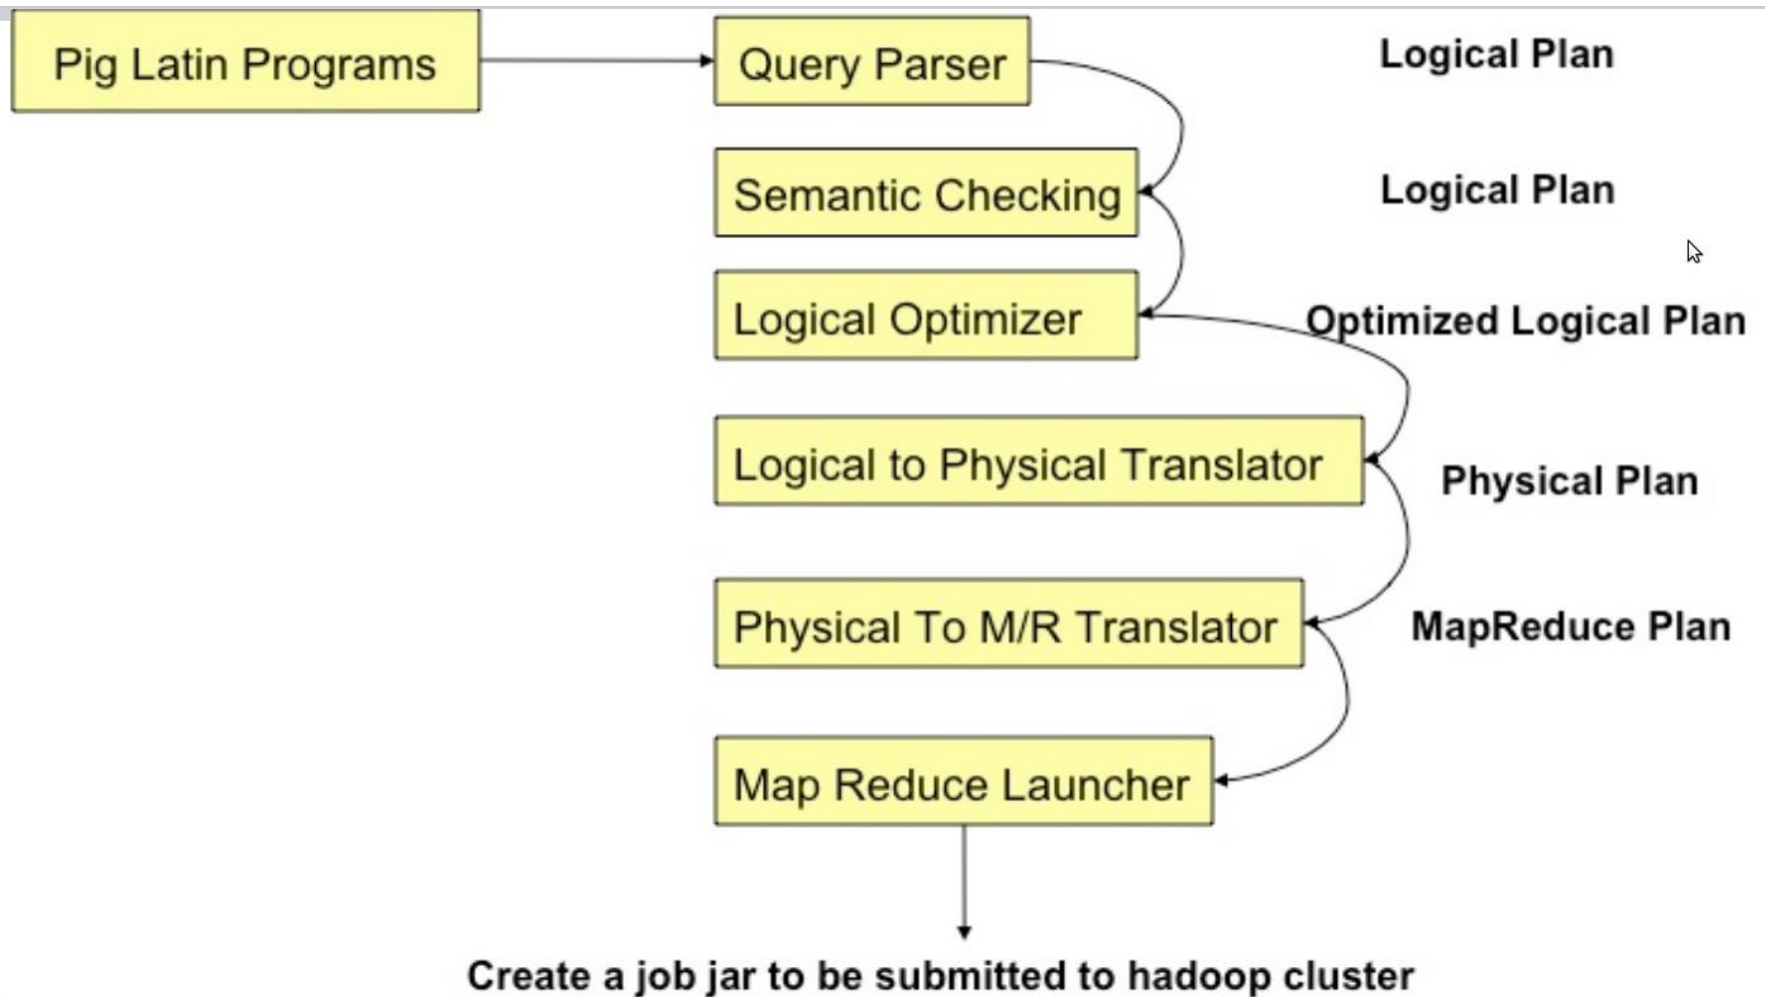 Pig Latin Programs
Query Parser
Logical Plan
Semantic Checking
Logical Plan
Logical Optimizer
Optimized Logical Plan
Logical to Physical Translator
Physical Plan
Physical To M/R Translator
MapReduce Plan
Map Reduce Launcher
Create a job jar to be submitted to hadoop cluster